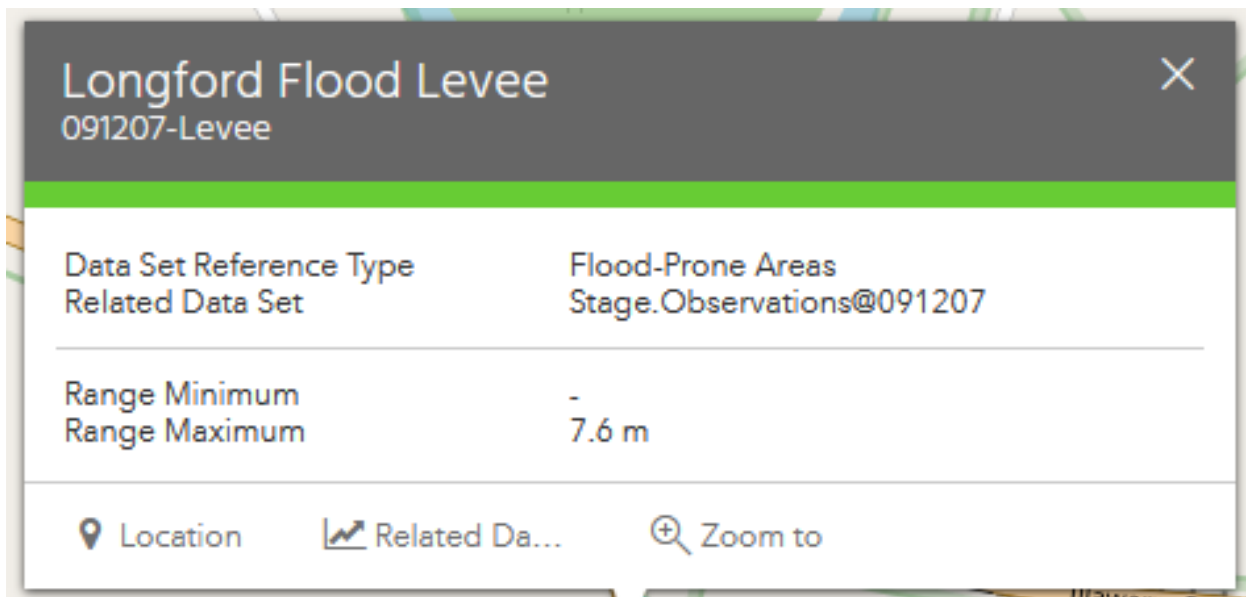 Longford Flood Levee
091207-Levee
Data Set Reference Type Flood-Prone Areas
Related Data Set Stage.Observations@091207
Range Minimum -
Range Maximum 7.6 m
Location Related Da... Zoom to